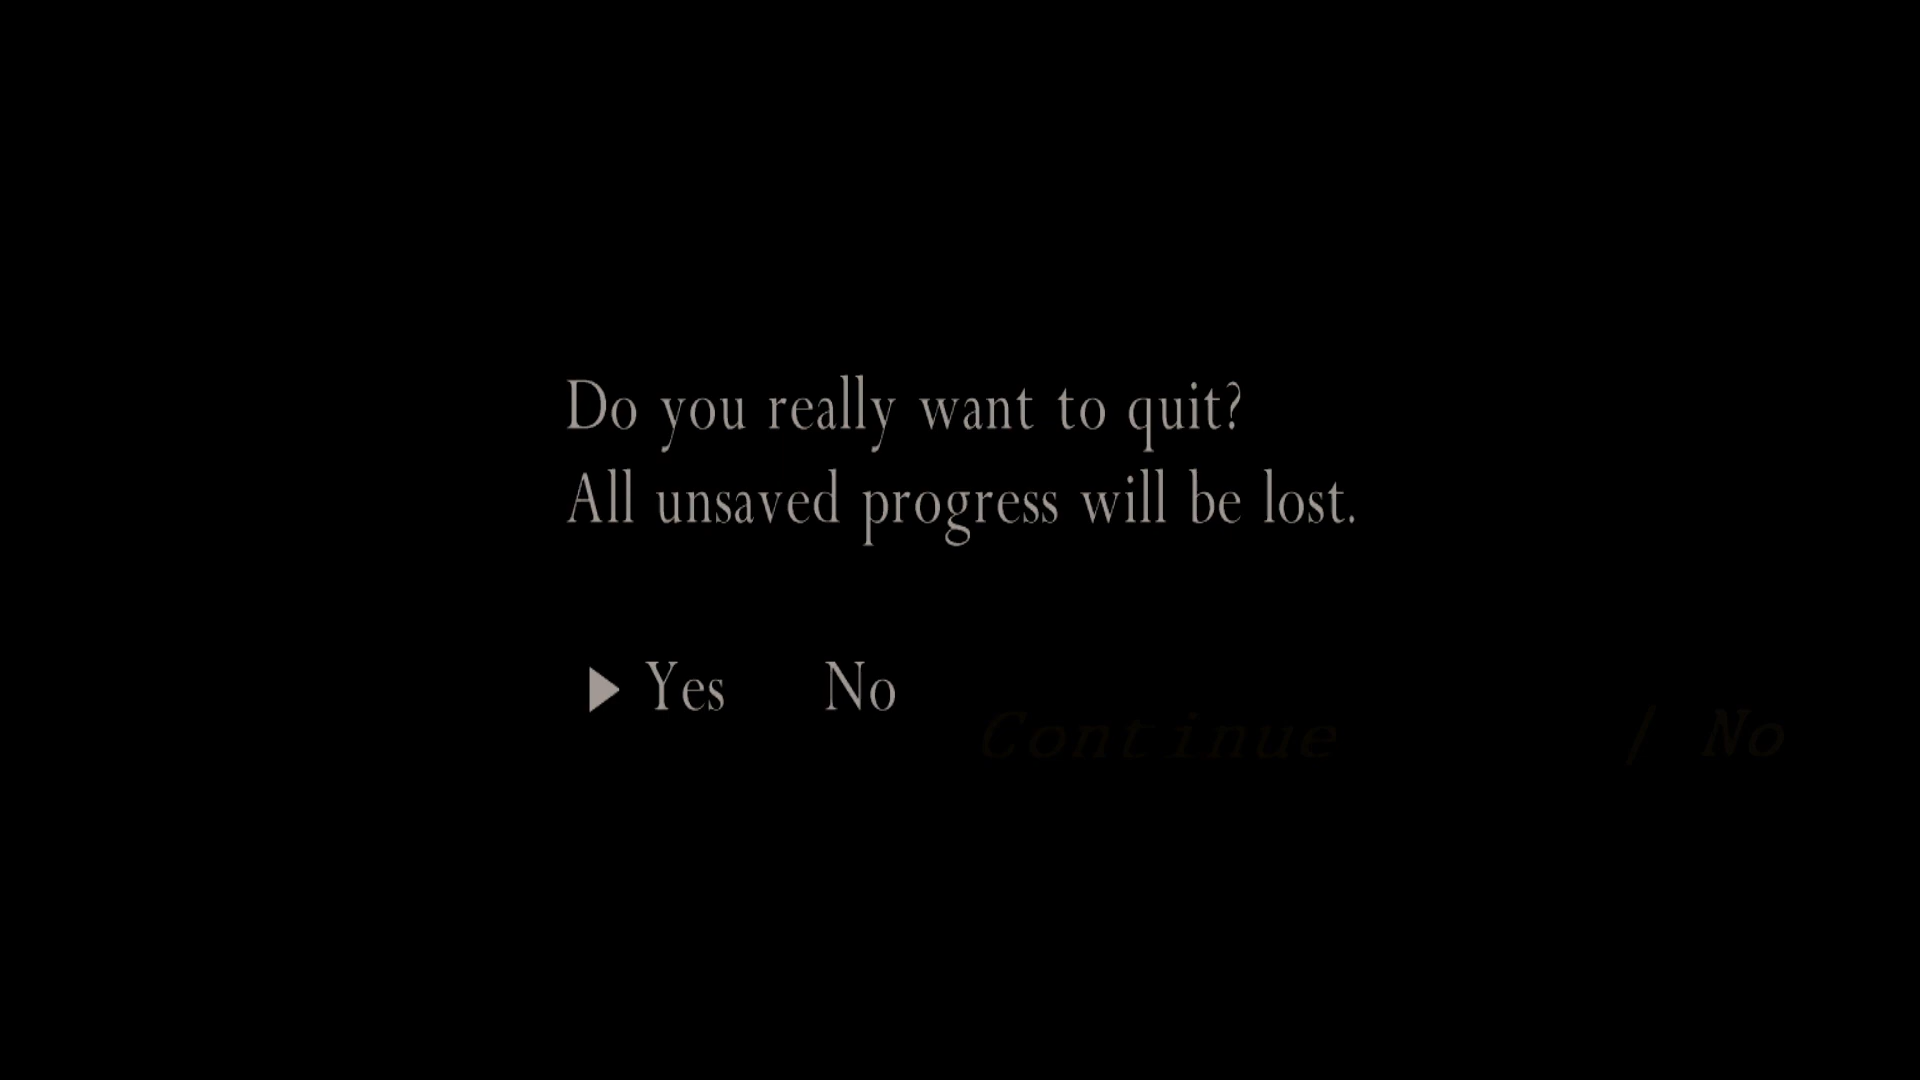 Do you really want to quit?
All unsaved progress will be lost.
Yes No
Continue / No